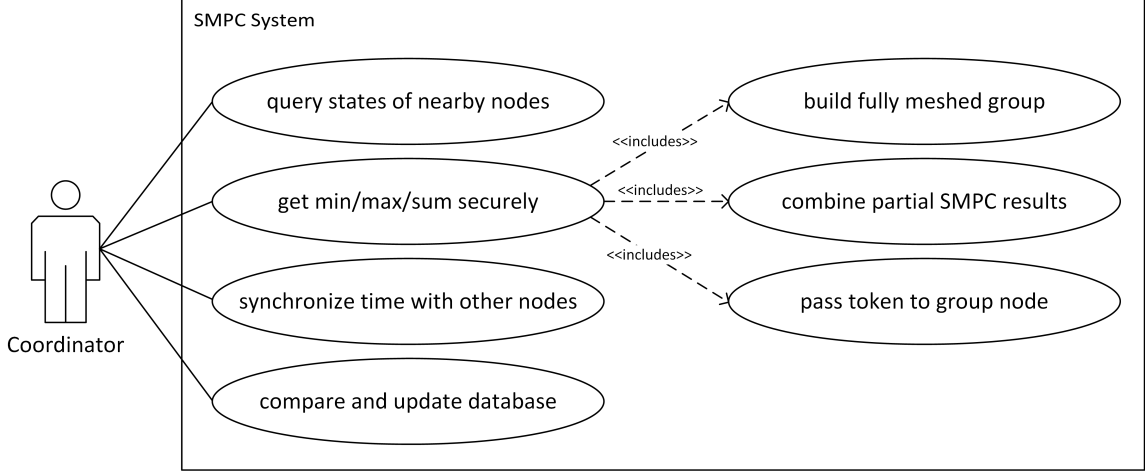 SMPC System
query states of nearby nodes
build fully meshed group
<<includes>>
get min/max/sum securely
<<includes>>
combine partial SMPC results
<<includes>>
synchronize time with other nodes
pass token to group node
Coordinator
compare and update database